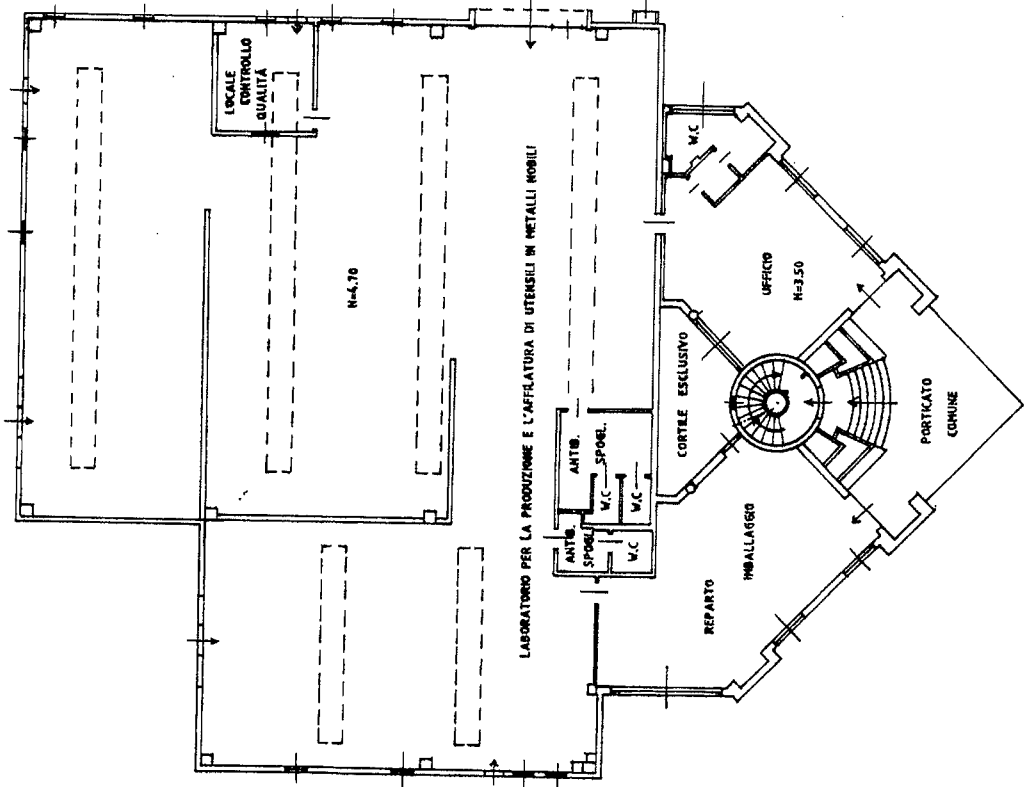 LOCALE
CONTROLLO
QUALITÀ
H=4.70
LABORATORIO PER LA PRODUZIONE E L'AFFILATURA DI UTENSILI IN METALLI NOBILI
ANTIB.
SPOGL.
W.C
W.C
ANTIB.
SPOGL.
W.C
W.C
UFFICIO
H=3.50
CORTILE ESCLUSIVO
PORTICATO
COMUNE
REPARTO
IMBALLAGGIO